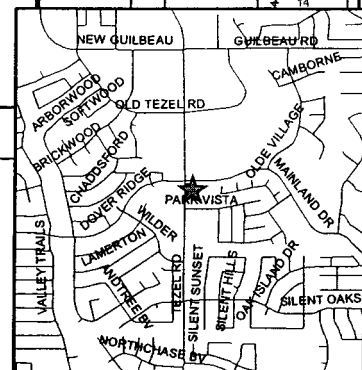 14
NEW GUILBEAU
GUILBEAU RD
CAMBORNE
ARBORWOOD
SOFTWOOD
OLD TEZEL RD
BRICKWOOD
CHADDSFORD
OLDE VILLAGE
MAINLAND DR
DOVER RIDGE
PARKVISTA
WILDER
LAMERTON
VALLEY TRAILS
ANDTREE BV
TEZEL RD
SILENT SUNSET
SILENT HILLS
OAK ISLAND DR
SILENT OAKS
NORTHCHASE BV